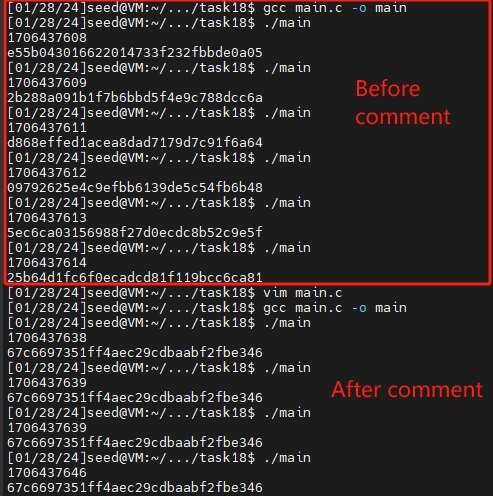 [01/28/24]seed@VM:~/.../task18$ gcc main.c -o main
[01/28/24]seed@VM:~/.../task18$ ./main
1706437608
e55b043016622014733f232fbbde0a05
[01/28/24]seed@VM:~/.../task18$ ./main
1706437609
2b288a091b1f7b6bbd5f4e9c788dcc6a
[01/28/24]seed@VM:~/.../task18$ ./main
1706437611
d868effed1acea8dad7179d7c91f6a64
[01/28/24]seed@VM:~/.../task18$ ./main
1706437612
09792625e4c9efbb6139de5c54fb6b48
[01/28/24]seed@VM:~/.../task18$ ./main
1706437613
5ec6ca03156988f27d0ecdc8b52c9e5f
[01/28/24]seed@VM:~/.../task18$ ./main
1706437614
25b64d1fc6f0ecadcd81f119bcc6ca81
Before
comment
[01/28/24]seed@VM:~/.../task18$ vim main.c
[01/28/24]seed@VM:~/.../task18$ gcc main.c -o main
[01/28/24]seed@VM:~/.../task18$ ./main
1706437638
67c6697351ff4aec29cdbaabf2fbe346
[01/28/24]seed@VM:~/.../task18$ ./main
1706437639
67c6697351ff4aec29cdbaabf2fbe346
[01/28/24]seed@VM:~/.../task18$ ./main
1706437639
67c6697351ff4aec29cdbaabf2fbe346
[01/28/24]seed@VM:~/.../task18$ ./main
1706437646
67c6697351ff4aec29cdbaabf2fbe346
After comment